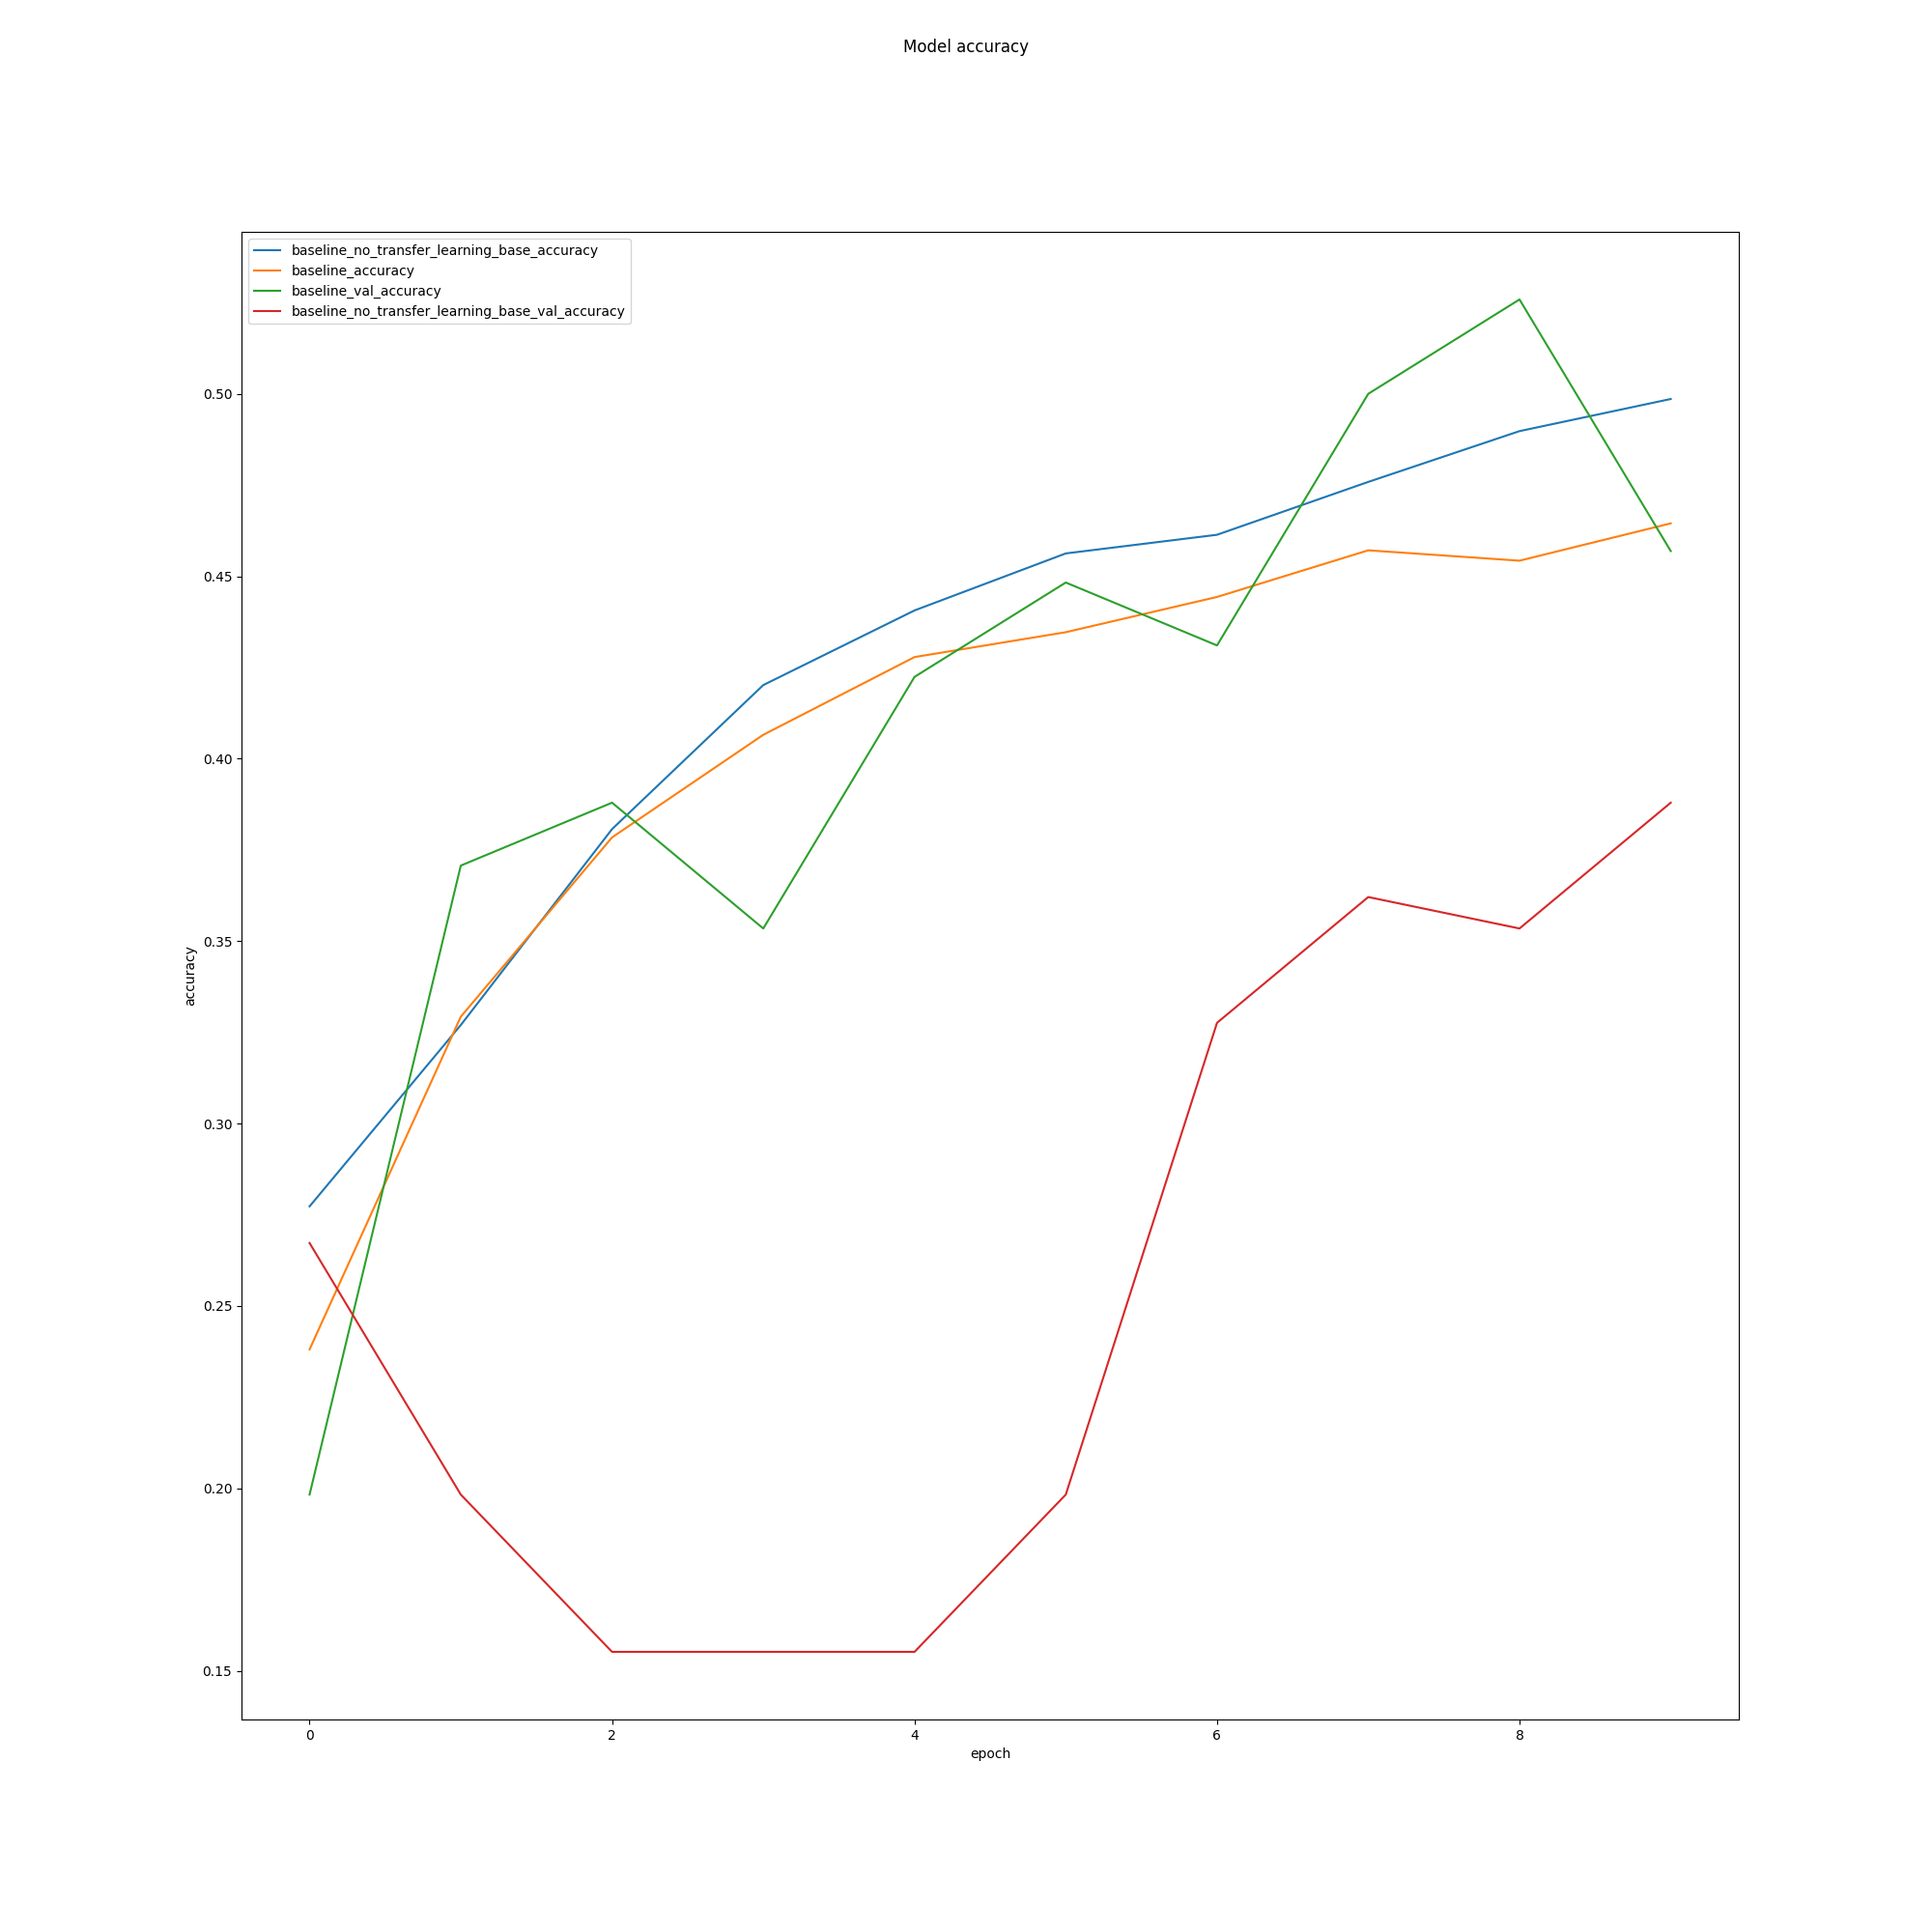 Model accuracy
baseline_no_transfer_learning_base_accuracy
baseline_accuracy
baseline_val_accuracy
baseline_no_transfer_learning_base_val_accuracy
0.50
0.45
0.40
0.35
0.30
0.25
0.20
0.15
accuracy
0 2 4 6 8
epoch